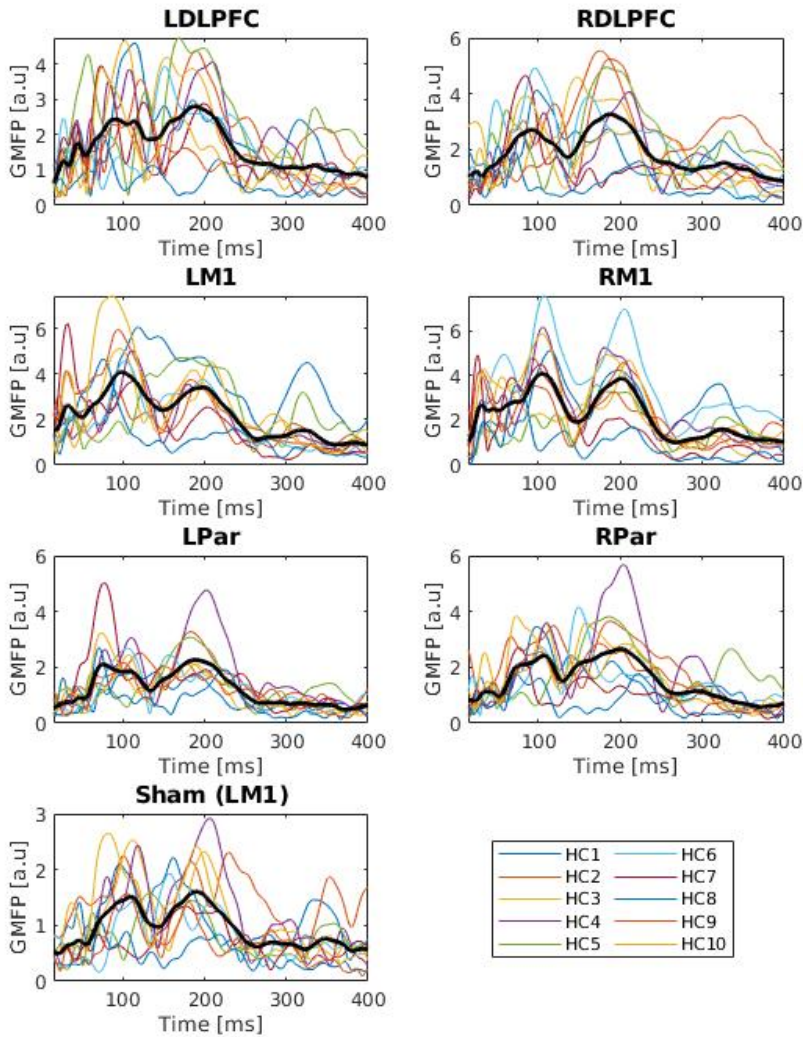 LDLPFC
GMFP [a.u]
4
3
2
1
0
100 200 300 400
Time [ms]
RDLPFC
GMFP [a.u]
6
4
2
0
100 200 300 400
Time [ms]
LM1
GMFP [a.u]
6
4
2
0
100 200 300 400
Time [ms]
RM1
GMFP [a.u]
6
4
2
0
100 200 300 400
Time [ms]
LPar
GMFP [a.u]
6
4
2
0
100 200 300 400
Time [ms]
RPar
GMFP [a.u]
6
4
2
0
100 200 300 400
Time [ms]
Sham (LM1)
GMFP [a.u]
3
2
1
0
100 200 300 400
Time [ms]
HC1 HC6
HC2 HC7
HC3 HC8
HC4 HC9
HC5 HC10